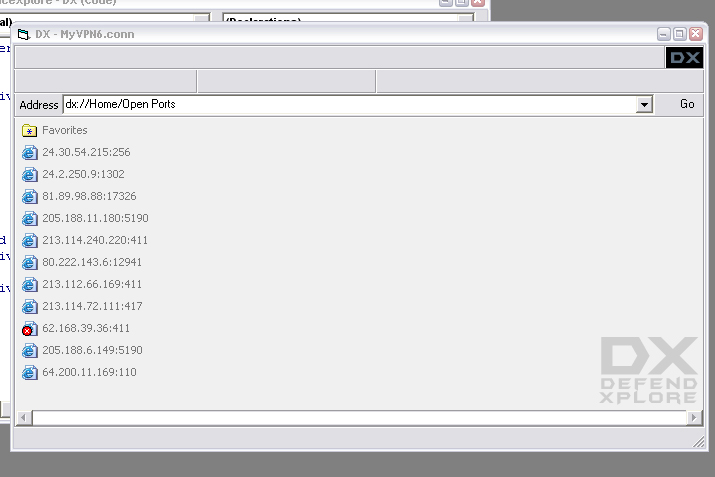 DX (Code)
(Declarations)
DX - MyVPN6.conn
DX
Address dx://Home/Open Ports Go
Favorites
24.30.54.215:256
24.2.250.9:1302
81.89.98.88:17326
205.188.11.180:5190
213.114.240.220:411
80.222.143.6:12941
213.112.66.169:411
213.114.72.111:417
62.168.39.36:411
205.188.6.149:5190
64.200.11.169:110
DX
DEFEND
XPLORE